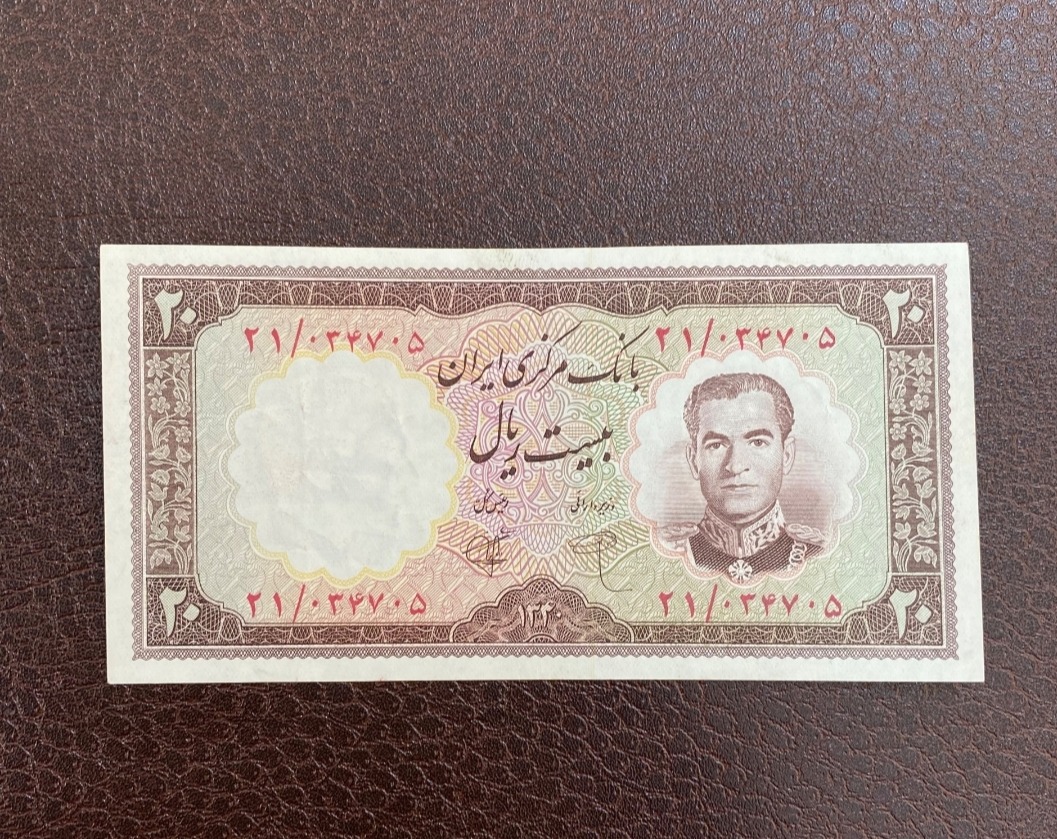 ۲۰ ۲۰
۲۱/۰۳۴۷۰۵ ۲۱/۰۳۴۷۰۵
بانک مرکزی ایران
بیست ریال
وزیر دارائی رئیس کل
۲۱/۰۳۴۷۰۵ ۲۱/۰۳۴۷۰۵
۲۰ ۱۳۴۰ ۲۰